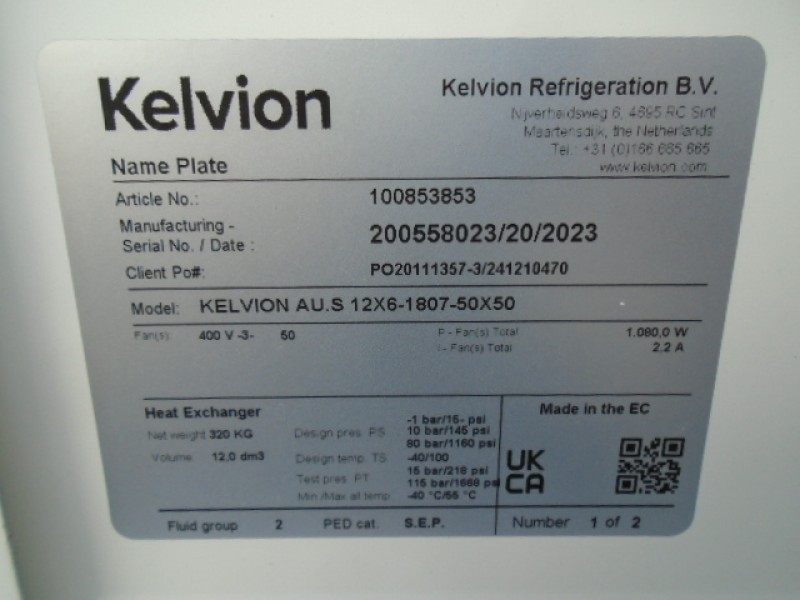 Kelvion
Kelvion Refrigeration B.V.
Nijverheidsweg 6, 4695 RC Sint
Maartensdijk, the Netherlands
Tel.: +31 (0)166 665 665
www.kelvion.com
Name Plate
Article No.: 100853853
Manufacturing -
Serial No. / Date : 200558023/20/2023
Client Po#: PO20111357-3/241210470
Model: KELVION AU.S 12X6-1807-50X50
Fan(s): 400 V -3- 50 P - Fan(s) Total 1.080,0 W
I - Fan(s) Total 2,2 A
Heat Exchanger
Made in the EC
Net weight 320 KG
Volume 12,0 dm3
-1 bar/15- psi
Design pres. PS 10 bar/145 psi
80 bar/1160 psi
Design temp. TS -40/100
15 bar/218 psi
Test pres. PT 115 bar/1668 psi
Min./Max all temp -40 °C/55 °C
UK
CA
Fluid group 2 PED cat. S.E.P. Number 1 of 2